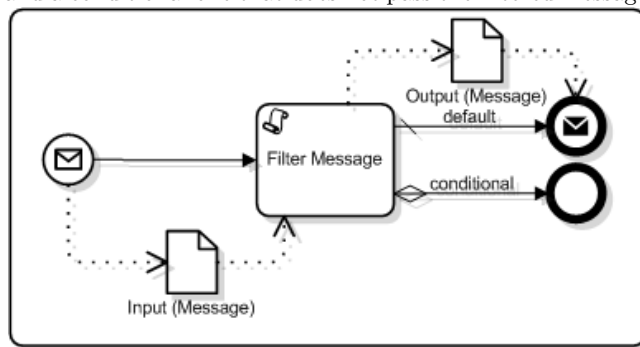 Output (Message)
default
Filter Message
conditional
Input (Message)